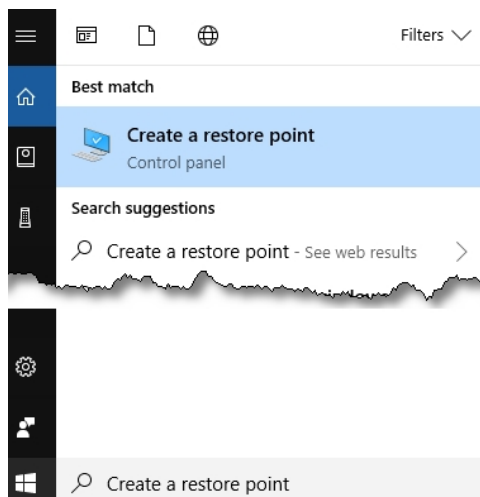 Filters
Best match
Create a restore point
Control panel
Search suggestions
Create a restore point - See web results
Create a restore point